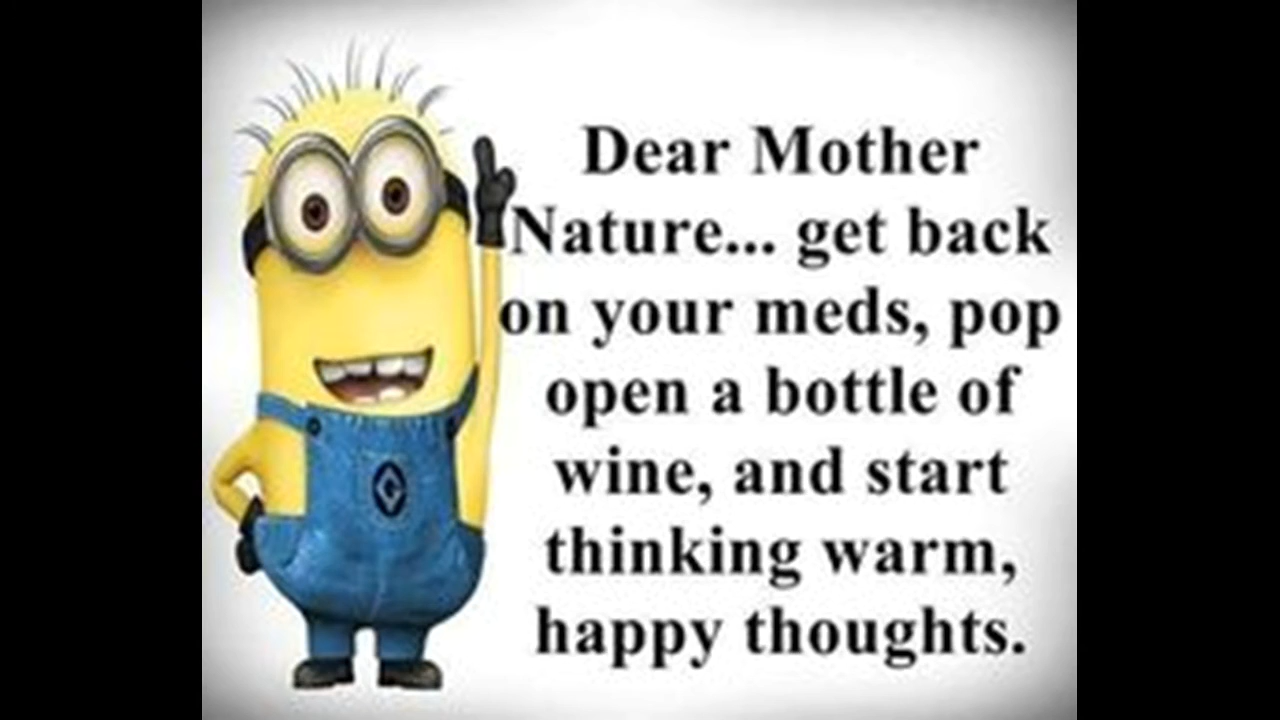 Dear Mother
Nature... get back
on your meds, pop
open a bottle of
wine, and start
thinking warm,
happy thoughts.